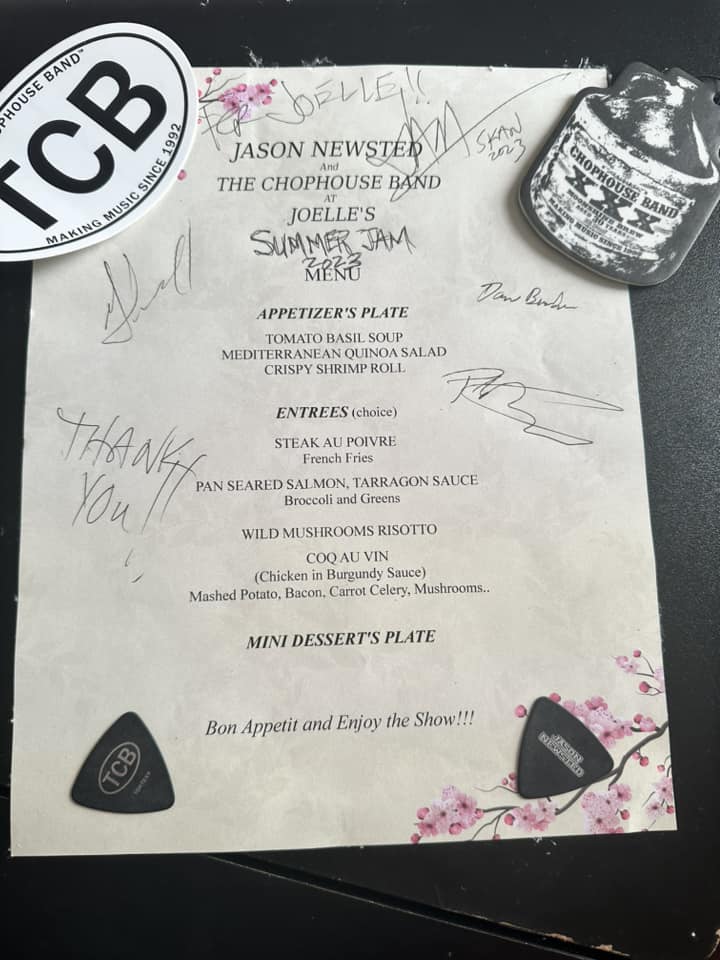 CHOPHOUSE BAND™
TCB
MAKING MUSIC SINCE 1992
FOR JOELLE!!
SKAN
2023
JASON NEWSTED
And
THE CHOPHOUSE BAND
AT
JOELLE'S
SUMMER JAM
2023
MENU
CHOPHOUSE BAND
XXX
MAKING MUSIC SINCE
APPETIZER'S PLATE
TOMATO BASIL SOUP
MEDITERRANEAN QUINOA SALAD
CRISPY SHRIMP ROLL
ENTREES (choice)
STEAK AU POIVRE
French Fries
THANK
YOU!!
PAN SEARED SALMON, TARRAGON SAUCE
Broccoli and Greens
WILD MUSHROOMS RISOTTO
COQ AU VIN
(Chicken in Burgundy Sauce)
Mashed Potato, Bacon, Carrot Celery, Mushrooms..
MINI DESSERT'S PLATE
Bon Appetit and Enjoy the Show!!!
TCB
JASON
NEWSTED